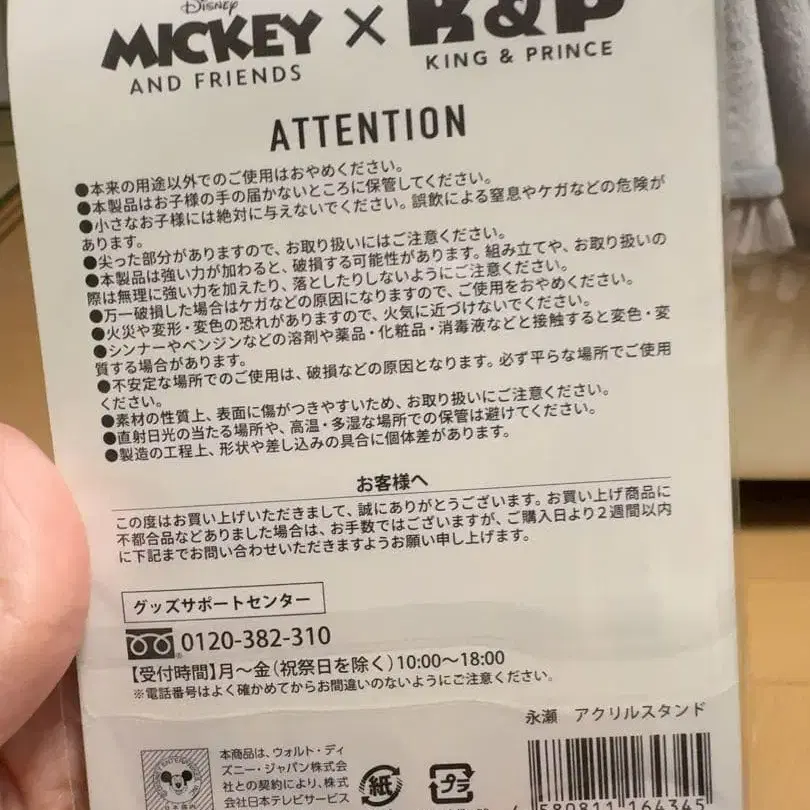 Disney
MICKEY × K&P
AND FRIENDS KING & PRINCE
ATTENTION
●本来の用途以外でのご使用はおやめください。
●本製品はお子様の手の届かないところに保管してください。
●小さなお子様には絶対に与えないでください。誤飲による窒息やケガなどの危険が
あります。
●尖った部分がありますので、お取り扱いにはご注意ください。
●本製品は強い力が加わると、破損する可能性があります。組み立てや、お取り扱いの
際は無理に強い力を加えたり、落としたりしないようにご注意ください。
●万一破損した場合はケガなどの原因になりますので、ご使用をおやめください。
●火災や変形・変色の恐れがありますので、火気に近づけないでください。
●シンナーやベンジンなどの溶剤や薬品・化粧品・消毒液などと接触すると変色・変
質する場合があります。
●不安定な場所でのご使用は、破損などの原因となります。必ず平らな場所でご使用
ください。
●素材の性質上、表面に傷がつきやすいため、お取り扱いにご注意ください。
●直射日光の当たる場所や、高温・多湿な場所での保管は避けてください。
●製造の工程上、形状や差し込みの具合に個体差があります。
お客様へ
この度はお買い上げいただきまして、誠にありがとうございます。お買い上げ商品に
不都合品などありました場合は、お手数ではございますが、ご購入日より2週間以内
に下記までお問い合わせいただきますようお願い申し上げます。
グッズサポートセンター
0120-382-310
【受付時間】月〜金(祝祭日を除く)10:00〜18:00
※電話番号はよく確かめてからお間違いのないようにご注意ください。
永瀬 アクリルスタンド
本商品は、ウォルト・ディ
ズニー・ジャパン株式会
社との契約により、株式
会社日本テレビサービス
紙 プラ
580811 164345